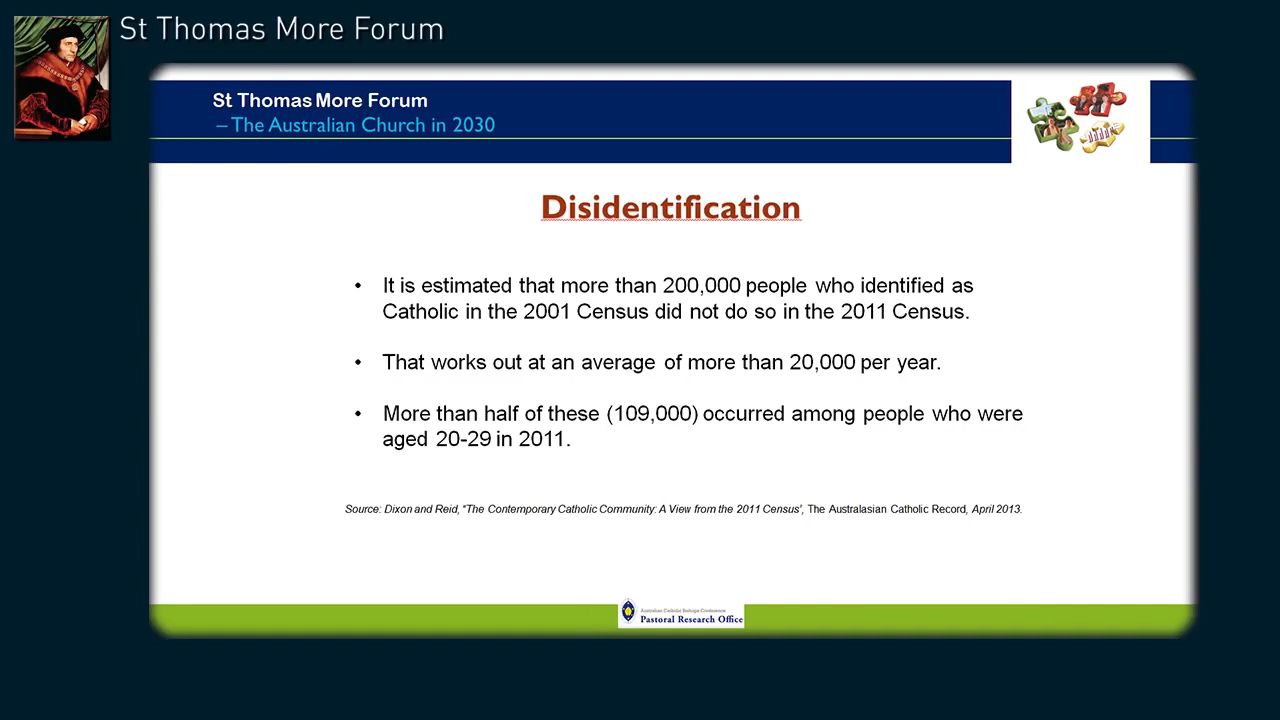 St Thomas More Forum
St Thomas More Forum
– The Australian Church in 2030
Disidentification
• It is estimated that more than 200,000 people who identified as
Catholic in the 2001 Census did not do so in the 2011 Census.
• That works out at an average of more than 20,000 per year.
• More than half of these (109,000) occurred among people who were
aged 20-29 in 2011.
Source: Dixon and Reid, “The Contemporary Catholic Community: A View from the 2011 Census’, The Australasian Catholic Record, April 2013.
Australian Catholic Bishops Conference
Pastoral Research Office